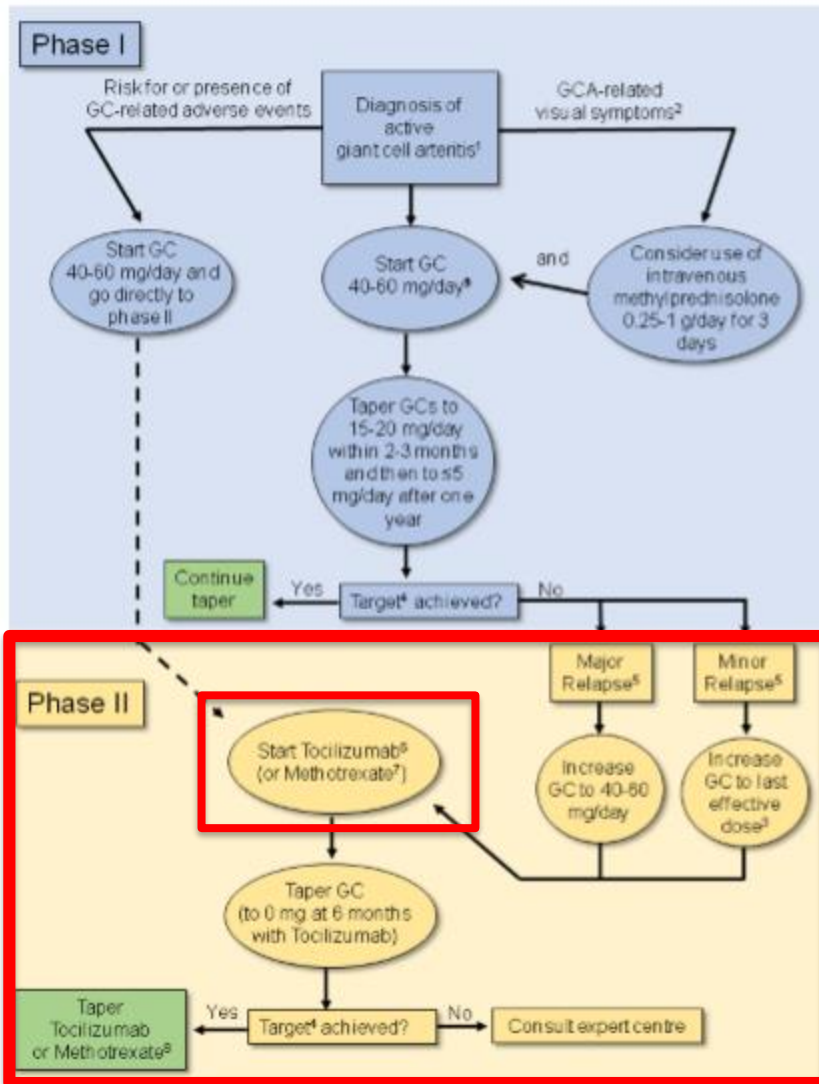 Phase I
Risk for or presence of
GC-related adverse events
Diagnosis of
active
giant cell arteritis¹
GCA-related
visual symptoms²
Start GC
40-60 mg/day and
go directly to
phase II
Start GC
40-60 mg/day³
and
Consider use of
intravenous
methylprednisolone
0.25-1 g/day for 3
days
Taper GCs to
15-20 mg/day
within 2-3 months
and then to ≤5
mg/day after one
year
Continue
taper
Yes
Target⁴ achieved?
No
Phase II
Major
Relapse⁵
Minor
Relapse⁵
Start Tocilizumab⁶
(or Methotrexate⁷)
Increase
GC to 40-60
mg/day
Increase
GC to last
effective
dose³
Taper GC
(to 0 mg at 6 months
with Tocilizumab)
Taper
Tocilizumab
or Methotrexate⁸
Yes
Target⁴ achieved?
No
Consult expert centre